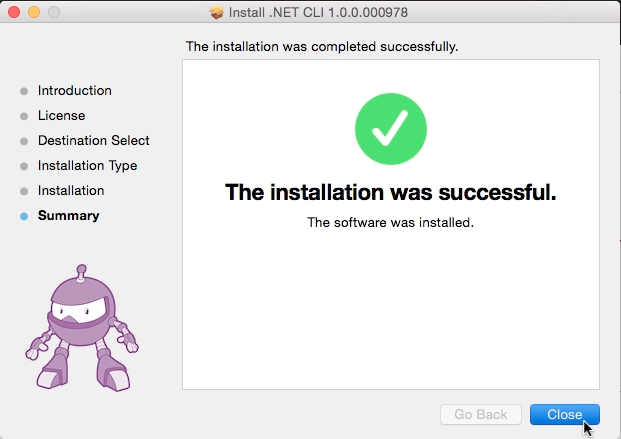 Install .NET CLI 1.0.0.000978
The installation was completed successfully.
Introduction
License
Destination Select
Installation Type
Installation
Summary
The installation was successful.
The software was installed.
Go Back
Close